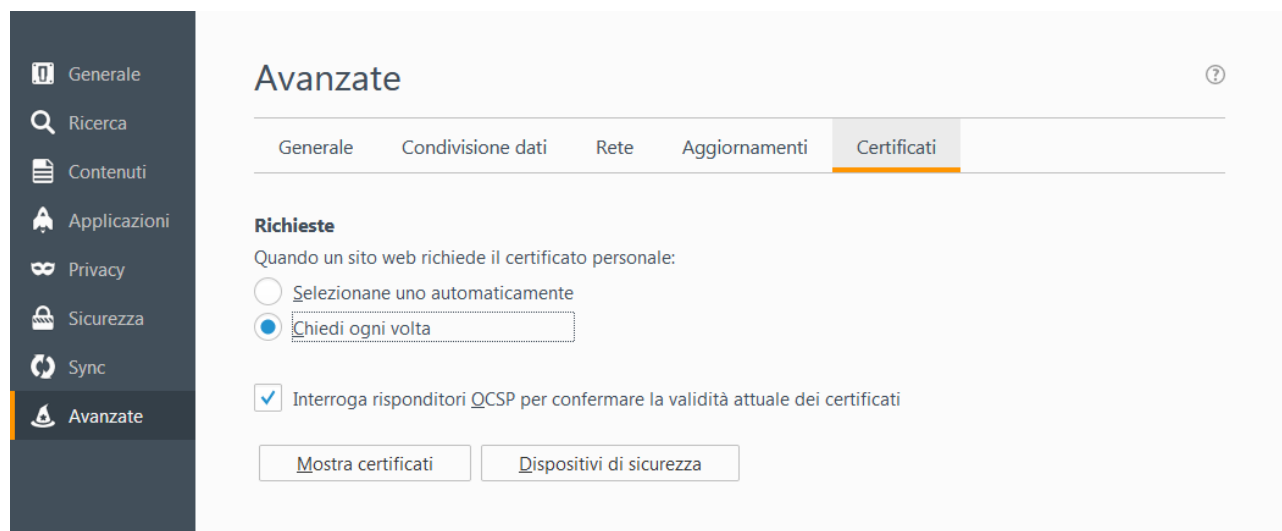 Generale
Ricerca
Contenuti
Applicazioni
Privacy
Sicurezza
Sync
Avanzate
Avanzate
?
Generale Condivisione dati Rete Aggiornamenti Certificati
Richieste
Quando un sito web richiede il certificato personale:
Selezionane uno automaticamente
Chiedi ogni volta
Interroga risponditori OCSP per confermare la validità attuale dei certificati
Mostra certificati Dispositivi di sicurezza